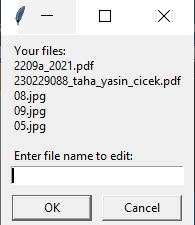 Your files:
2209a_2021.pdf
230229088_taha_yasin_cicek.pdf
08.jpg
09.jpg
05.jpg
Enter file name to edit:
OK
Cancel